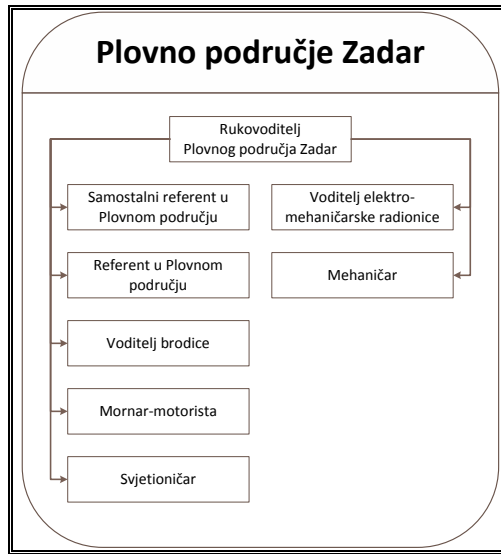 Plovno područje Zadar
Rukovoditelj
Plovnog područja Zadar
Samostalni referent u
Plovnom području
Referent u Plovnom
području
Voditelj brodice
Mornar-motorista
Svjetioničar
Voditelj elektro-
mehaničarske radionice
Mehaničar